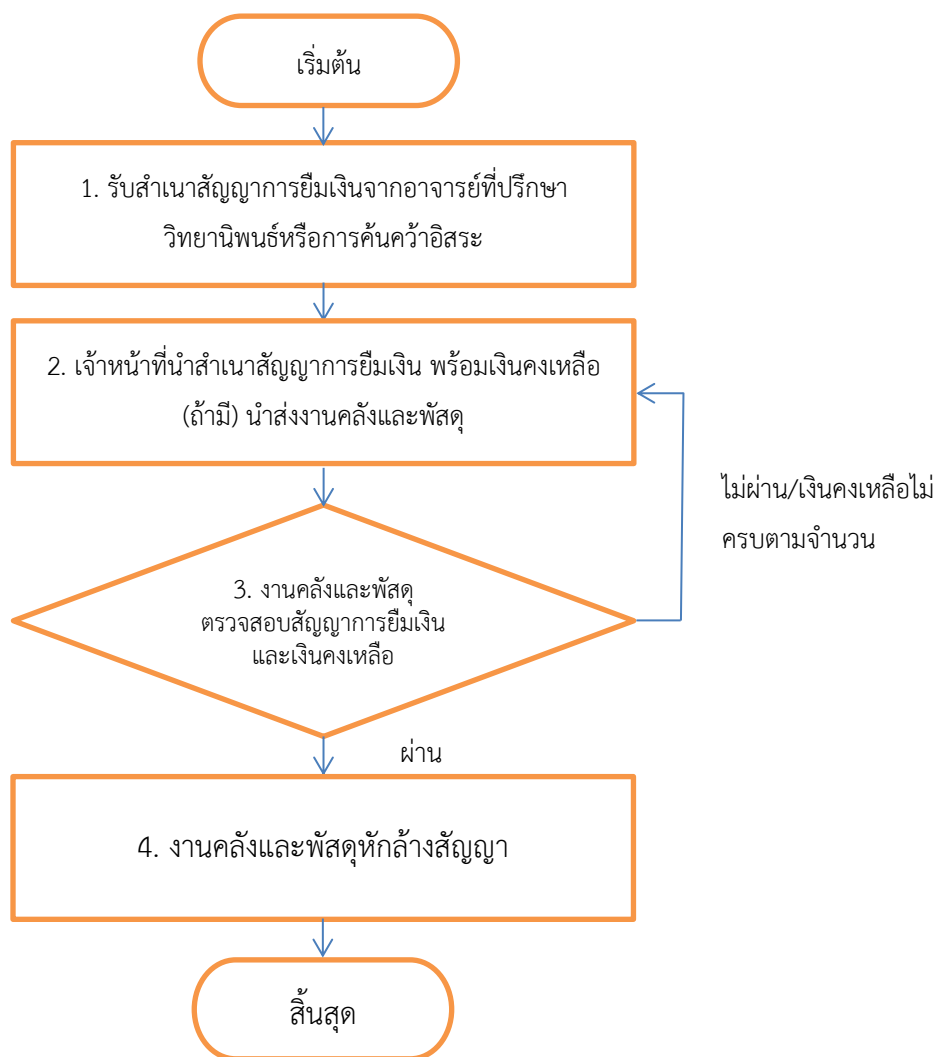 เริ่มต้น
1. รับสำเนาสัญญาการยืมเงินจากอาจารย์ที่ปรึกษา
วิทยานิพนธ์หรือการค้นคว้าอิสระ
2. เจ้าหน้าที่นำสำเนาสัญญาการยืมเงิน พร้อมเงินคงเหลือ
(ถ้ามี) นำส่งงานคลังและพัสดุ
ไม่ผ่าน/เงินคงเหลือไม่
ครบตามจำนวน
3. งานคลังและพัสดุ
ตรวจสอบสัญญาการยืมเงิน
และเงินคงเหลือ
ผ่าน
4. งานคลังและพัสดุหักล้างสัญญา
สิ้นสุด